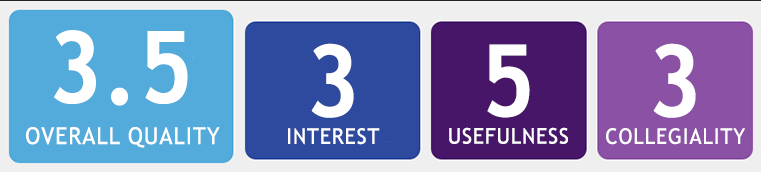 3.5
OVERALL QUALITY
3
INTEREST
5
USEFULNESS
3
COLLEGIALITY